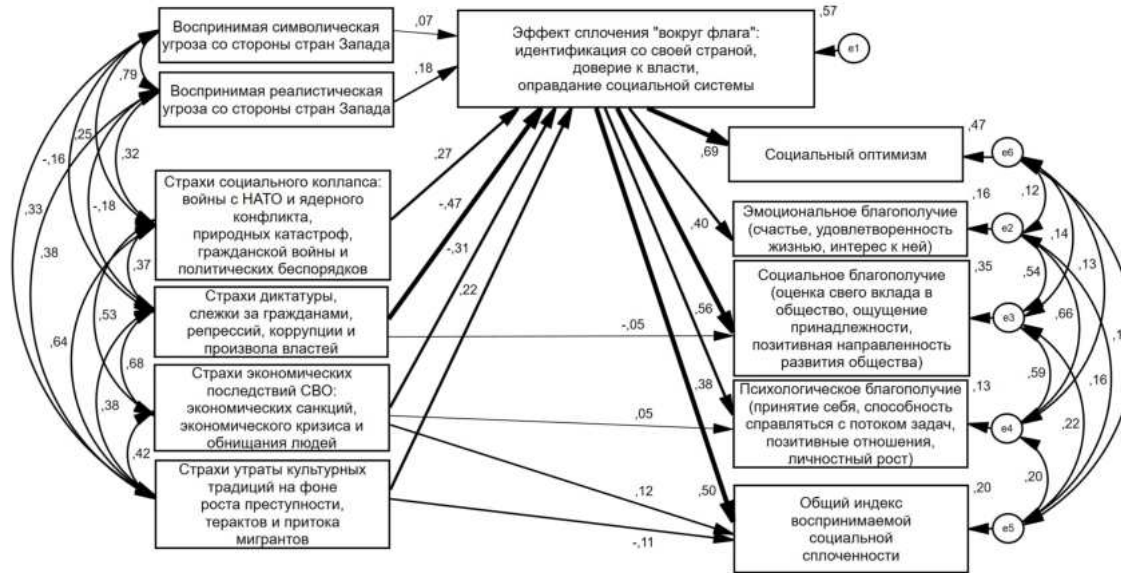 Воспринимая символическая
угроза со стороны стран Запада
Воспринимая реалистическая
угроза со стороны стран Запада
Страхи социального коллапса:
войны с НАТО и ядерного
конфликта,
природных катастроф,
гражданской войны и
политических беспорядков
Страхи диктатуры,
слежки за гражданами,
репрессий, коррупции и
произвола властей
Страхи экономических
последствий СВО:
экономических санкций,
экономического кризиса и
обнищания людей
Страхи утраты культурных
традиций на фоне
роста преступности,
терактов и притока
мигрантов
,79
,25
-,16
,32
,33
-,18
,38
,37
,53
,64
,68
,38
,42
,07
,18
,27
-,47
-,31
,22
-,05
,05
,12
-,11
Эффект сплочения "вокруг флага":
идентификация со своей страной,
доверие к власти,
оправдание социальной системы
,57
e1
,69
,40
,56
,38
,50
Социальный оптимизм
,47
e6
Эмоциональное благополучие
(счастье, удовлетворенность
жизнью, интерес к ней)
,16
e2
Социальное благополучие
(оценка свего вклада в
общество, ощущение
принадлежности,
позитивная направленность
развития общества)
,35
e3
Психологическое благополучие
(принятие себя, способность
справляться с потоком задач,
позитивные отношения,
личностный рост)
,13
e4
Общий индекс
воспринимаемой
социальной
сплоченности
,20
e5
,12
,14
,13
,54
,66
,16
,59
,22
,20